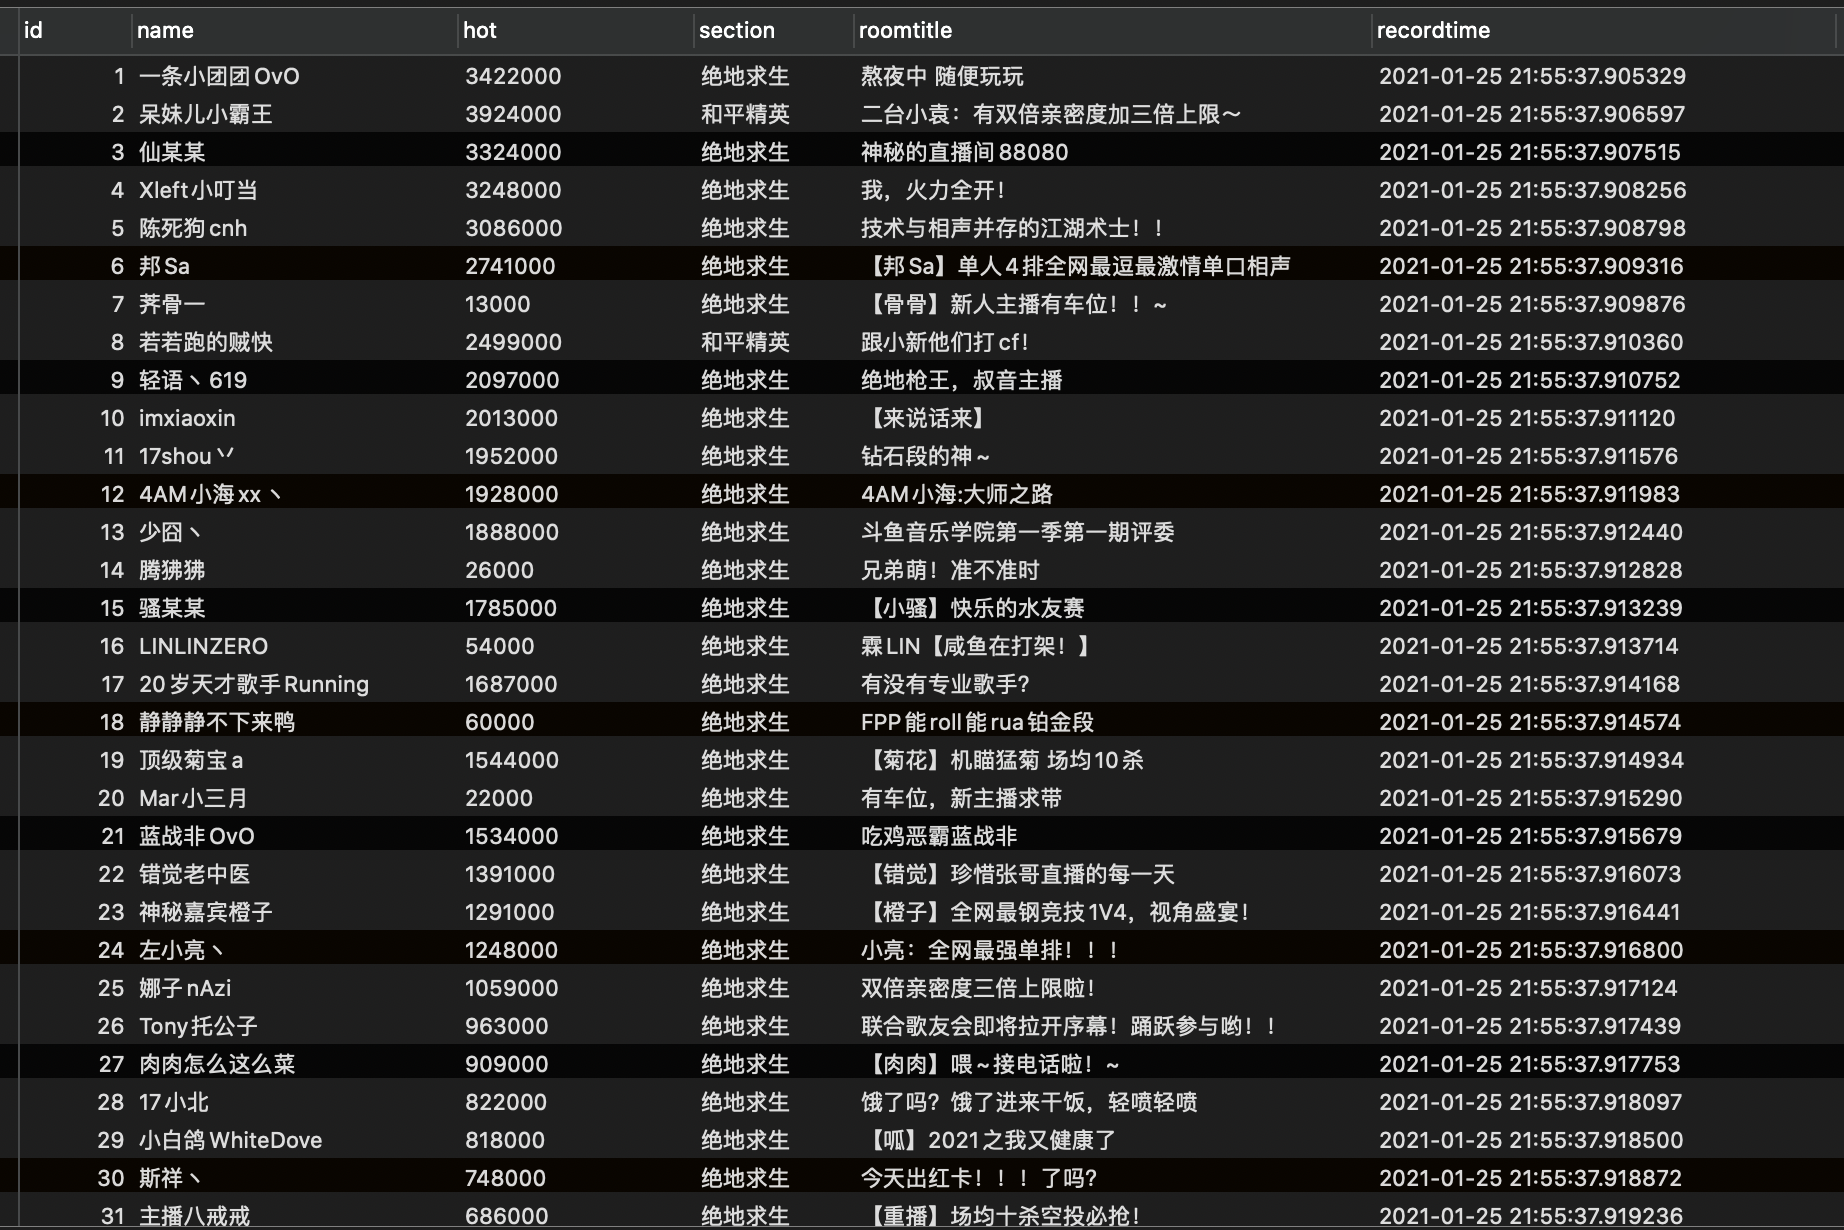 id name hot section roomtitle recordtime
1 一条小团团OvO 3422000 绝地求生 熬夜中 随便玩玩 2021-01-25 21:55:37.905329
2 呆妹儿小霸王 3924000 和平精英 二台小袁：有双倍亲密度加三倍上限～ 2021-01-25 21:55:37.906597
3 仙某某 3324000 绝地求生 神秘的直播间88080 2021-01-25 21:55:37.907515
4 Xleft小叮当 3248000 绝地求生 我，火力全开！ 2021-01-25 21:55:37.908256
5 陈死狗cnh 3086000 绝地求生 技术与相声并存的江湖术士！！ 2021-01-25 21:55:37.908798
6 邦Sa 2741000 绝地求生 【邦Sa】单人4排全网最逗最激情单口相声 2021-01-25 21:55:37.909316
7 荠骨一 13000 绝地求生 【骨骨】新人主播有车位！！~ 2021-01-25 21:55:37.909876
8 若若跑的贼快 2499000 和平精英 跟小新他们打cf！ 2021-01-25 21:55:37.910360
9 轻语丶619 2097000 绝地求生 绝地枪王，叔音主播 2021-01-25 21:55:37.910752
10 imxiaoxin 2013000 绝地求生 【来说话来】 2021-01-25 21:55:37.911120
11 17shou丷 1952000 绝地求生 钻石段的神~ 2021-01-25 21:55:37.911576
12 4AM小海xx丶 1928000 绝地求生 4AM小海:大师之路 2021-01-25 21:55:37.911983
13 少囧丶 1888000 绝地求生 斗鱼音乐学院第一季第一期评委 2021-01-25 21:55:37.912440
14 腾狒狒 26000 绝地求生 兄弟萌！准不准时 2021-01-25 21:55:37.912828
15 骚某某 1785000 绝地求生 【小骚】快乐的水友赛 2021-01-25 21:55:37.913239
16 LINLINZERO 54000 绝地求生 霖LIN【咸鱼在打架！】 2021-01-25 21:55:37.913714
17 20岁天才歌手Running 1687000 绝地求生 有没有专业歌手？ 2021-01-25 21:55:37.914168
18 静静静不下来鸭 60000 绝地求生 FPP能roll能rua铂金段 2021-01-25 21:55:37.914574
19 顶级菊宝a 1544000 绝地求生 【菊花】机瞄猛菊 场均10杀 2021-01-25 21:55:37.914934
20 Mar小三月 22000 绝地求生 有车位，新主播求带 2021-01-25 21:55:37.915290
21 蓝战非OvO 1534000 绝地求生 吃鸡恶霸蓝战非 2021-01-25 21:55:37.915679
22 错觉老中医 1391000 绝地求生 【错觉】珍惜张哥直播的每一天 2021-01-25 21:55:37.916073
23 神秘嘉宾橙子 1291000 绝地求生 【橙子】全网最钢竞技1V4，视角盛宴！ 2021-01-25 21:55:37.916441
24 左小亮丶 1248000 绝地求生 小亮：全网最强单排！！！ 2021-01-25 21:55:37.916800
25 娜子nAzi 1059000 绝地求生 双倍亲密度三倍上限啦！ 2021-01-25 21:55:37.917124
26 Tony托公子 963000 绝地求生 联合歌友会即将拉开序幕！踊跃参与哟！！ 2021-01-25 21:55:37.917439
27 肉肉怎么这么菜 909000 绝地求生 【肉肉】喂~接电话啦！~ 2021-01-25 21:55:37.917753
28 17小北 822000 绝地求生 饿了吗？饿了进来干饭，轻喷轻喷 2021-01-25 21:55:37.918097
29 小白鸽WhiteDove 818000 绝地求生 【呱】2021之我又健康了 2021-01-25 21:55:37.918500
30 斯祥丶 748000 绝地求生 今天出红卡！！！了吗？ 2021-01-25 21:55:37.918872
31 主播八戒戒 686000 绝地求生 【重播】场均十杀空投必抢！ 2021-01-25 21:55:37.919236